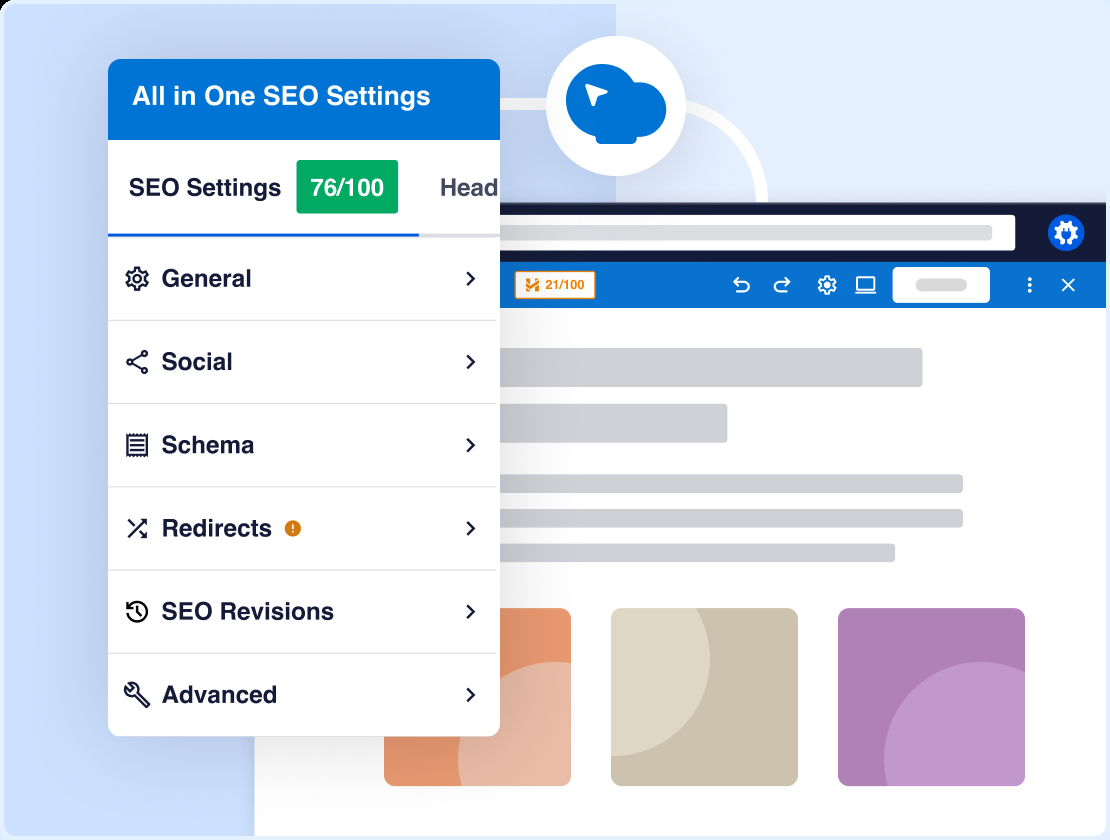 All in One SEO Settings
SEO Settings 76/100 Head
21/100
General
Social
Schema
Redirects
SEO Revisions
Advanced